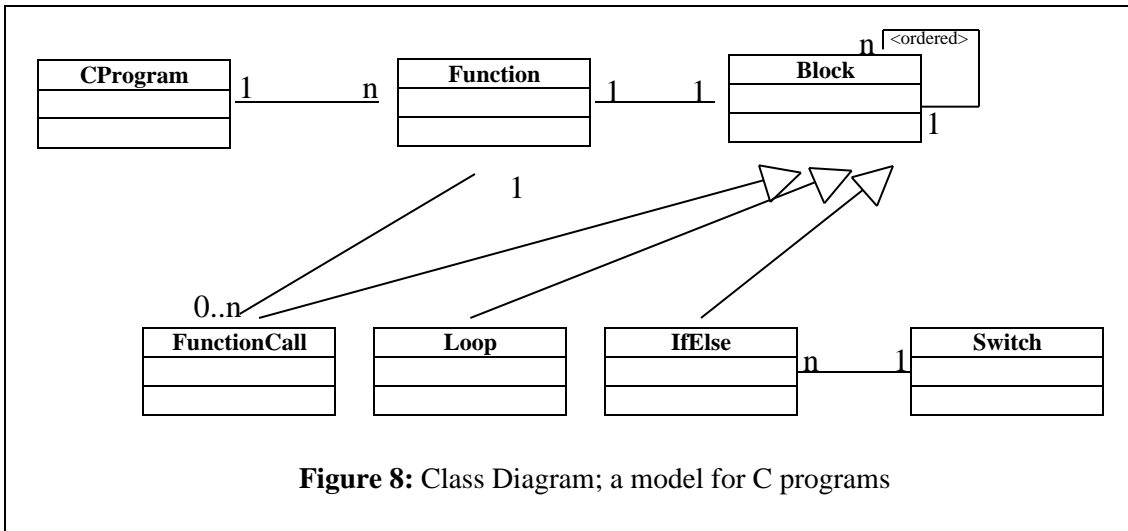 n <ordered>
CProgram Function Block
1 n 1 1 1
1
0..n
FunctionCall Loop IfElse Switch
n 1
Figure 8: Class Diagram; a model for C programs